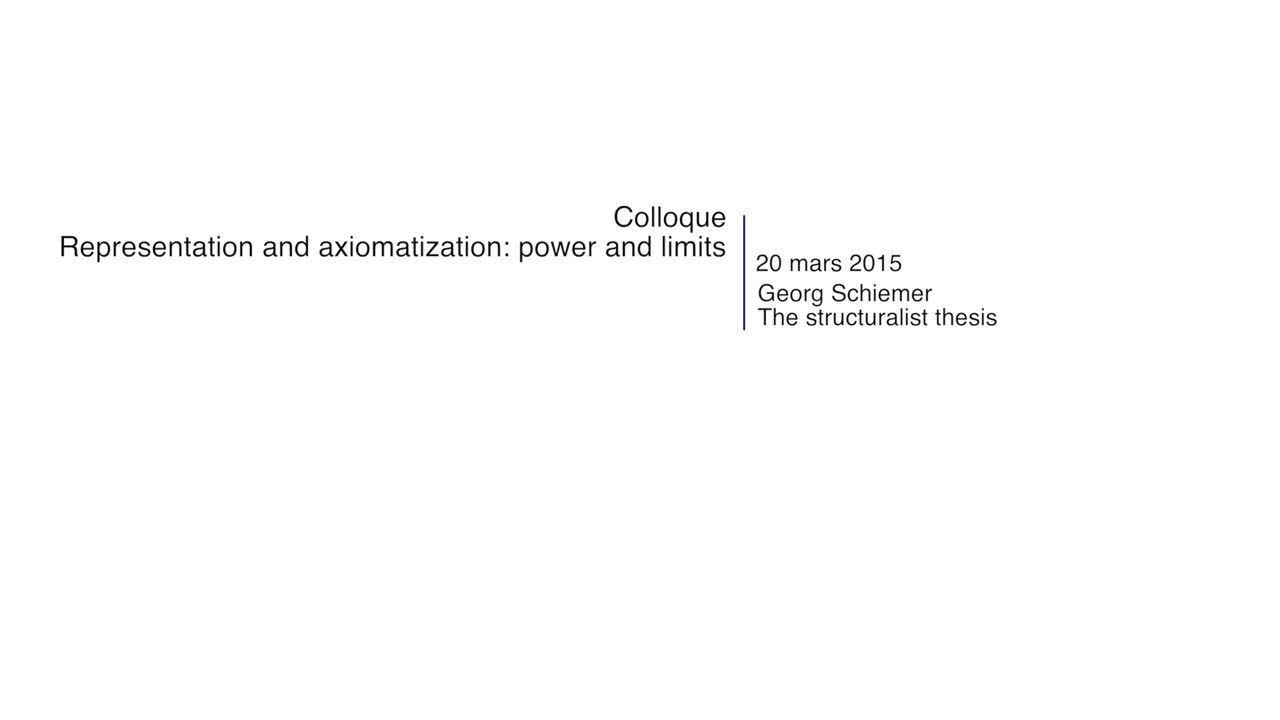 Colloque
Representation and axiomatization: power and limits
20 mars 2015
Georg Schiemer
The structuralist thesis